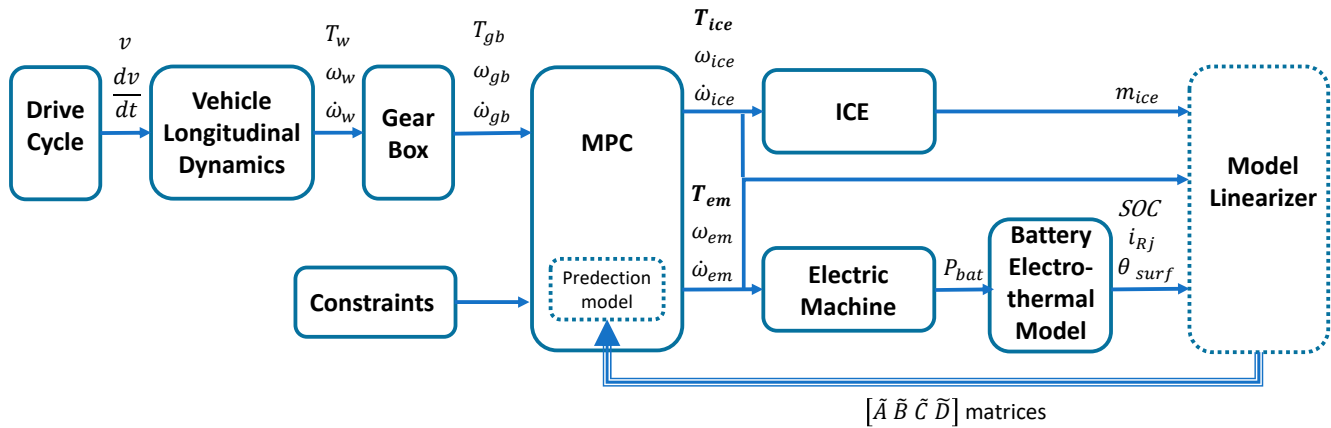 v
dv
dt
T_w
ω_w
ω̇_w
T_gb
ω_gb
ω̇_gb
T_ice
ω_ice
ω̇_ice
Drive
Cycle
Vehicle
Longitudinal
Dynamics
Gear
Box
MPC
ICE
m_ice
Model
Linearizer
T_em
ω_em
ω̇_em
Predection
model
Constraints
Electric
Machine
P_bat
Battery
Electro-
thermal
Model
SOC
i_Rj
θ_surf
[Ã B̃ C̃ D̃] matrices